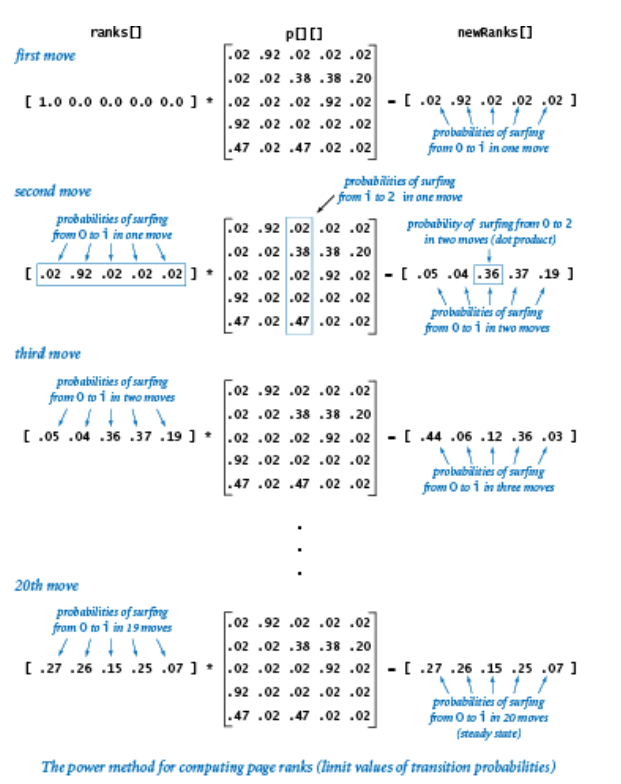 ranks[] p[][] newRanks[]
first move
.02 .92 .02 .02 .02
.02 .02 .38 .38 .20
[ 1.0 0.0 0.0 0.0 0.0 ] * .02 .02 .02 .92 .02 = [ .02 .92 .02 .02 .02 ]
.92 .02 .02 .02 .02
.47 .02 .47 .02 .02
probabilities of surfing
from 0 to i in one move
second move
probabilities of surfing
from i to 2 in one move
probabilities of surfing
from 0 to i in one move
probability of surfing from 0 to 2
in two moves (dot product)
.02 .92 .02 .02 .02
.02 .02 .38 .38 .20
[ .02 .92 .02 .02 .02 ] * .02 .02 .02 .92 .02 = [ .05 .04 .36 .37 .19 ]
.92 .02 .02 .02 .02
.47 .02 .47 .02 .02
probabilities of surfing
from 0 to i in two moves
third move
probabilities of surfing
from 0 to i in two moves
.02 .92 .02 .02 .02
.02 .02 .38 .38 .20
[ .05 .04 .36 .37 .19 ] * .02 .02 .02 .92 .02 = [ .44 .06 .12 .36 .03 ]
.92 .02 .02 .02 .02
.47 .02 .47 .02 .02
probabilities of surfing
from 0 to i in three moves
.
.
.
20th move
probabilities of surfing
from 0 to i in 19 moves
.02 .92 .02 .02 .02
.02 .02 .38 .38 .20
[ .27 .26 .15 .25 .07 ] * .02 .02 .02 .92 .02 = [ .27 .26 .15 .25 .07 ]
.92 .02 .02 .02 .02
.47 .02 .47 .02 .02
probabilities of surfing
from 0 to i in 20 moves
(steady state)
The power method for computing page ranks (limit values of transition probabilities)